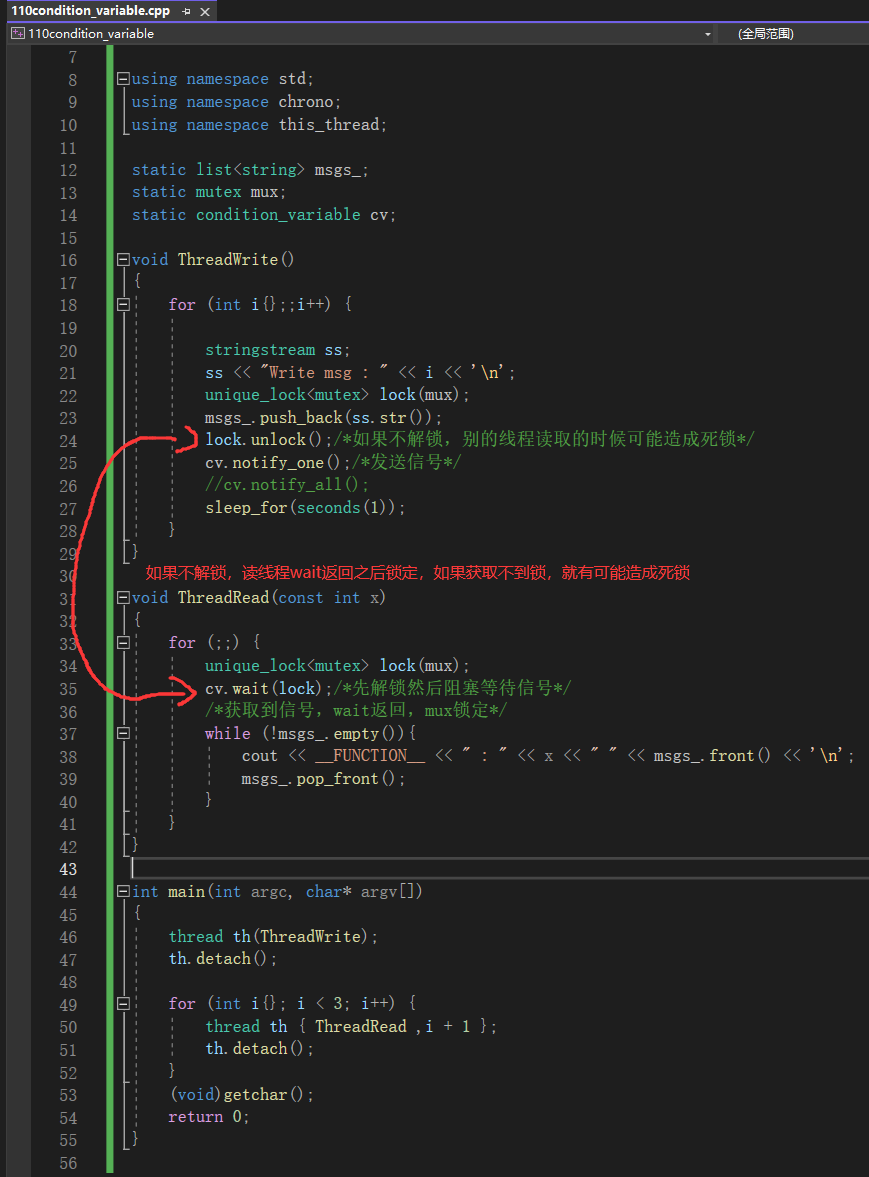 110condition_variable.cpp
110condition_variable (全局范围)
7
8 using namespace std;
9 using namespace chrono;
10 using namespace this_thread;
11
12 static list<string> msgs_;
13 static mutex mux;
14 static condition_variable cv;
15
16 void ThreadWrite()
17 {
18 for (int i{};;i++) {
19
20 stringstream ss;
21 ss << "Write msg : " << i << '\n';
22 unique_lock<mutex> lock(mux);
23 msgs_.push_back(ss.str());
24 lock.unlock();/*如果不解锁，别的线程读取的时候可能造成死锁*/
25 cv.notify_one();/*发送信号*/
26 //cv.notify_all();
27 sleep_for(seconds(1));
28 }
29 }
30 如果不解锁，读线程wait返回之后锁定，如果获取不到锁，就有可能造成死锁
31 void ThreadRead(const int x)
32 {
33 for (;;) {
34 unique_lock<mutex> lock(mux);
35 cv.wait(lock);/*先解锁然后阻塞等待信号*/
36 /*获取到信号，wait返回，mux锁定*/
37 while (!msgs_.empty()){
38 cout << __FUNCTION__ << " : " << x << " " << msgs_.front() << '\n';
39 msgs_.pop_front();
40 }
41 }
42 }
43
44 int main(int argc, char* argv[])
45 {
46 thread th(ThreadWrite);
47 th.detach();
48
49 for (int i{}; i < 3; i++) {
50 thread th { ThreadRead ,i + 1 };
51 th.detach();
52 }
53 (void)getchar();
54 return 0;
55 }
56